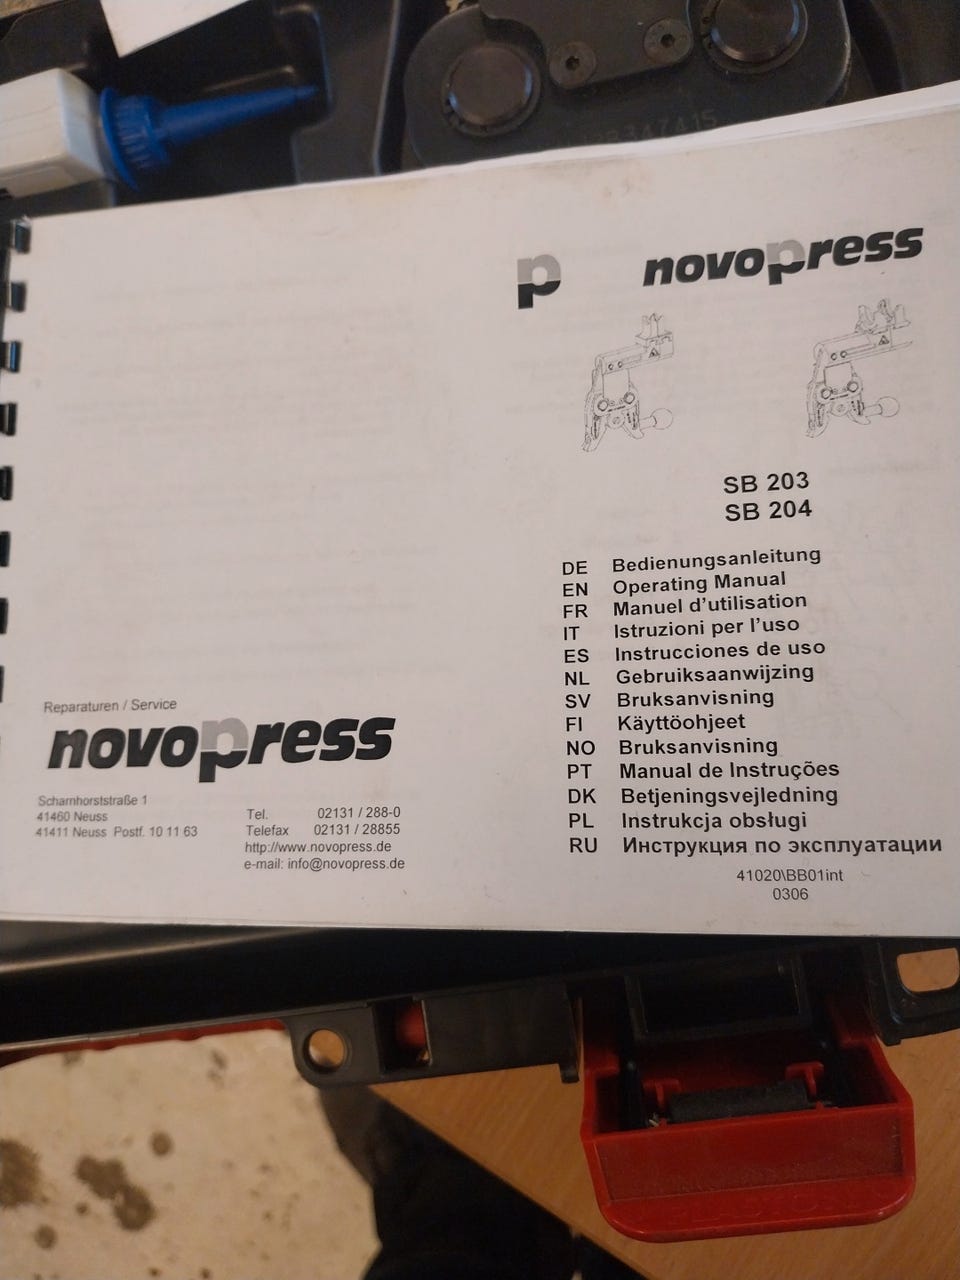 347415
Reparaturen / Service
novopress
Scharnhorststraße 1
41460 Neuss
41411 Neuss Postf. 10 11 63
Tel. 02131 / 288-0
Telefax 02131 / 28855
http://www.novopress.de
e-mail: info@novopress.de
p novopress
SB 203
SB 204
DE Bedienungsanleitung
EN Operating Manual
FR Manuel d'utilisation
IT Istruzioni per l'uso
ES Instrucciones de uso
NL Gebruiksaanwijzing
SV Bruksanvisning
FI Käyttöohjeet
NO Bruksanvisning
PT Manual de Instruções
DK Betjeningsvejledning
PL Instrukcja obsługi
RU Инструкция по эксплуатации
41020\BB01int
0306